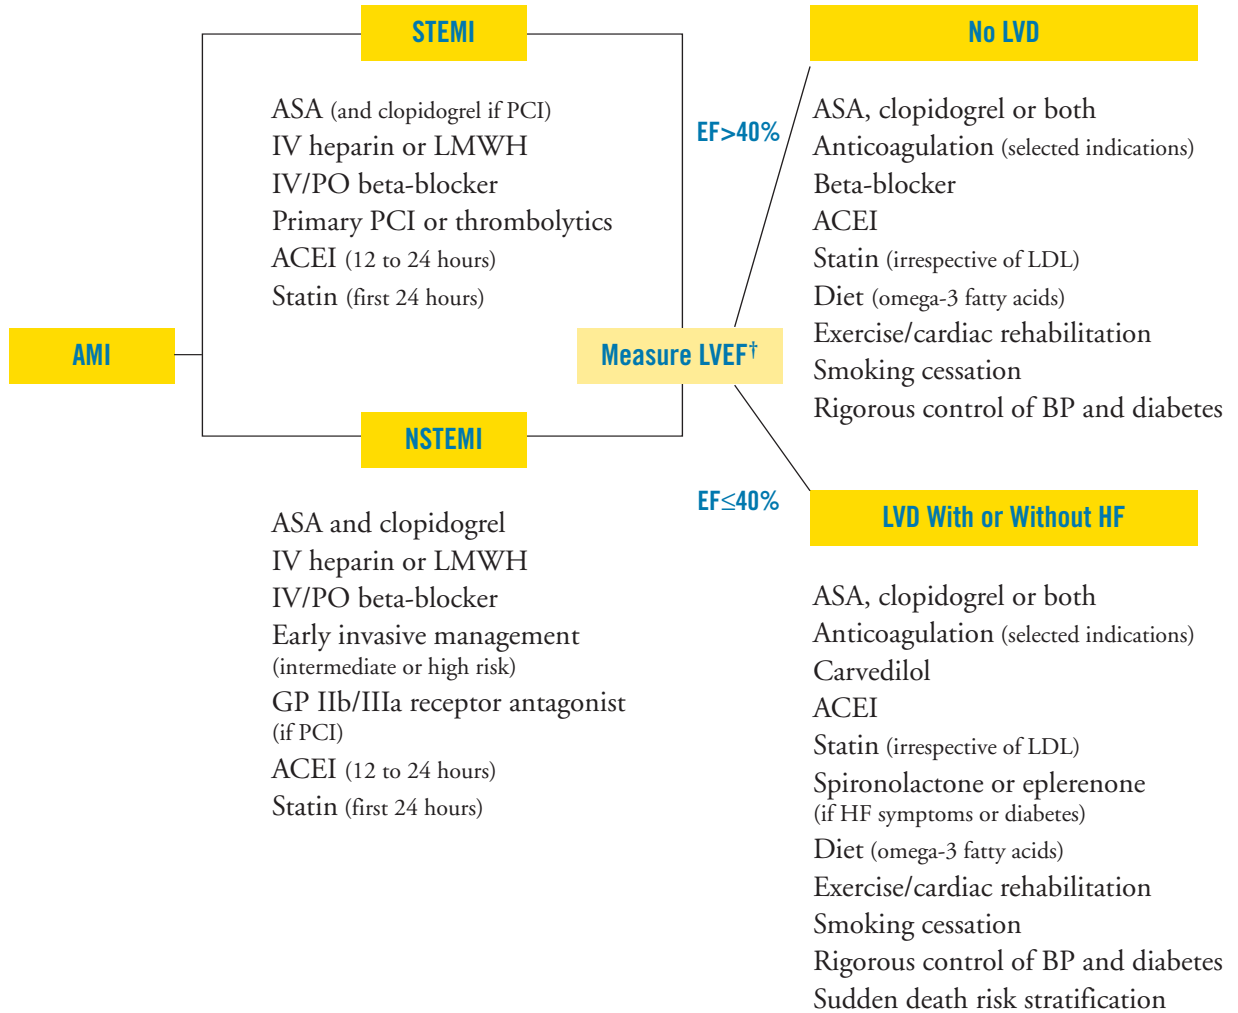 STEMI
ASA (and clopidogrel if PCI)
IV heparin or LMWH
IV/PO beta-blocker
Primary PCI or thrombolytics
ACEI (12 to 24 hours)
Statin (first 24 hours)
AMI
Measure LVEF†
NSTEMI
ASA and clopidogrel
IV heparin or LMWH
IV/PO beta-blocker
Early invasive management
(intermediate or high risk)
GP IIb/IIIa receptor antagonist
(if PCI)
ACEI (12 to 24 hours)
Statin (first 24 hours)
EF>40%
No LVD
ASA, clopidogrel or both
Anticoagulation (selected indications)
Beta-blocker
ACEI
Statin (irrespective of LDL)
Diet (omega-3 fatty acids)
Exercise/cardiac rehabilitation
Smoking cessation
Rigorous control of BP and diabetes
EF≤40%
LVD With or Without HF
ASA, clopidogrel or both
Anticoagulation (selected indications)
Carvedilol
ACEI
Statin (irrespective of LDL)
Spironolactone or eplerenone
(if HF symptoms or diabetes)
Diet (omega-3 fatty acids)
Exercise/cardiac rehabilitation
Smoking cessation
Rigorous control of BP and diabetes
Sudden death risk stratification